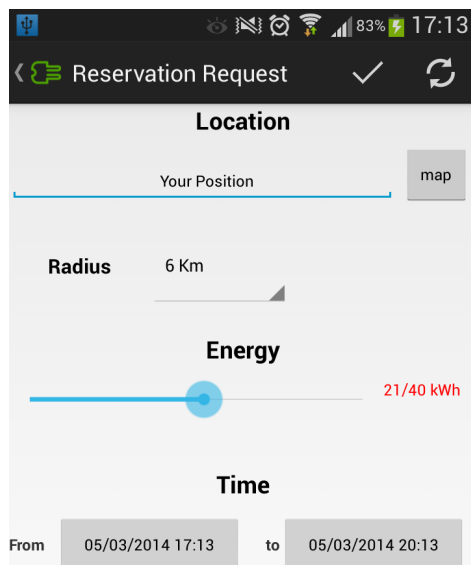 83% 17:13
Reservation Request
Location
Your Position
map
Radius 6 Km
Energy
21/40 kWh
Time
From 05/03/2014 17:13 to 05/03/2014 20:13